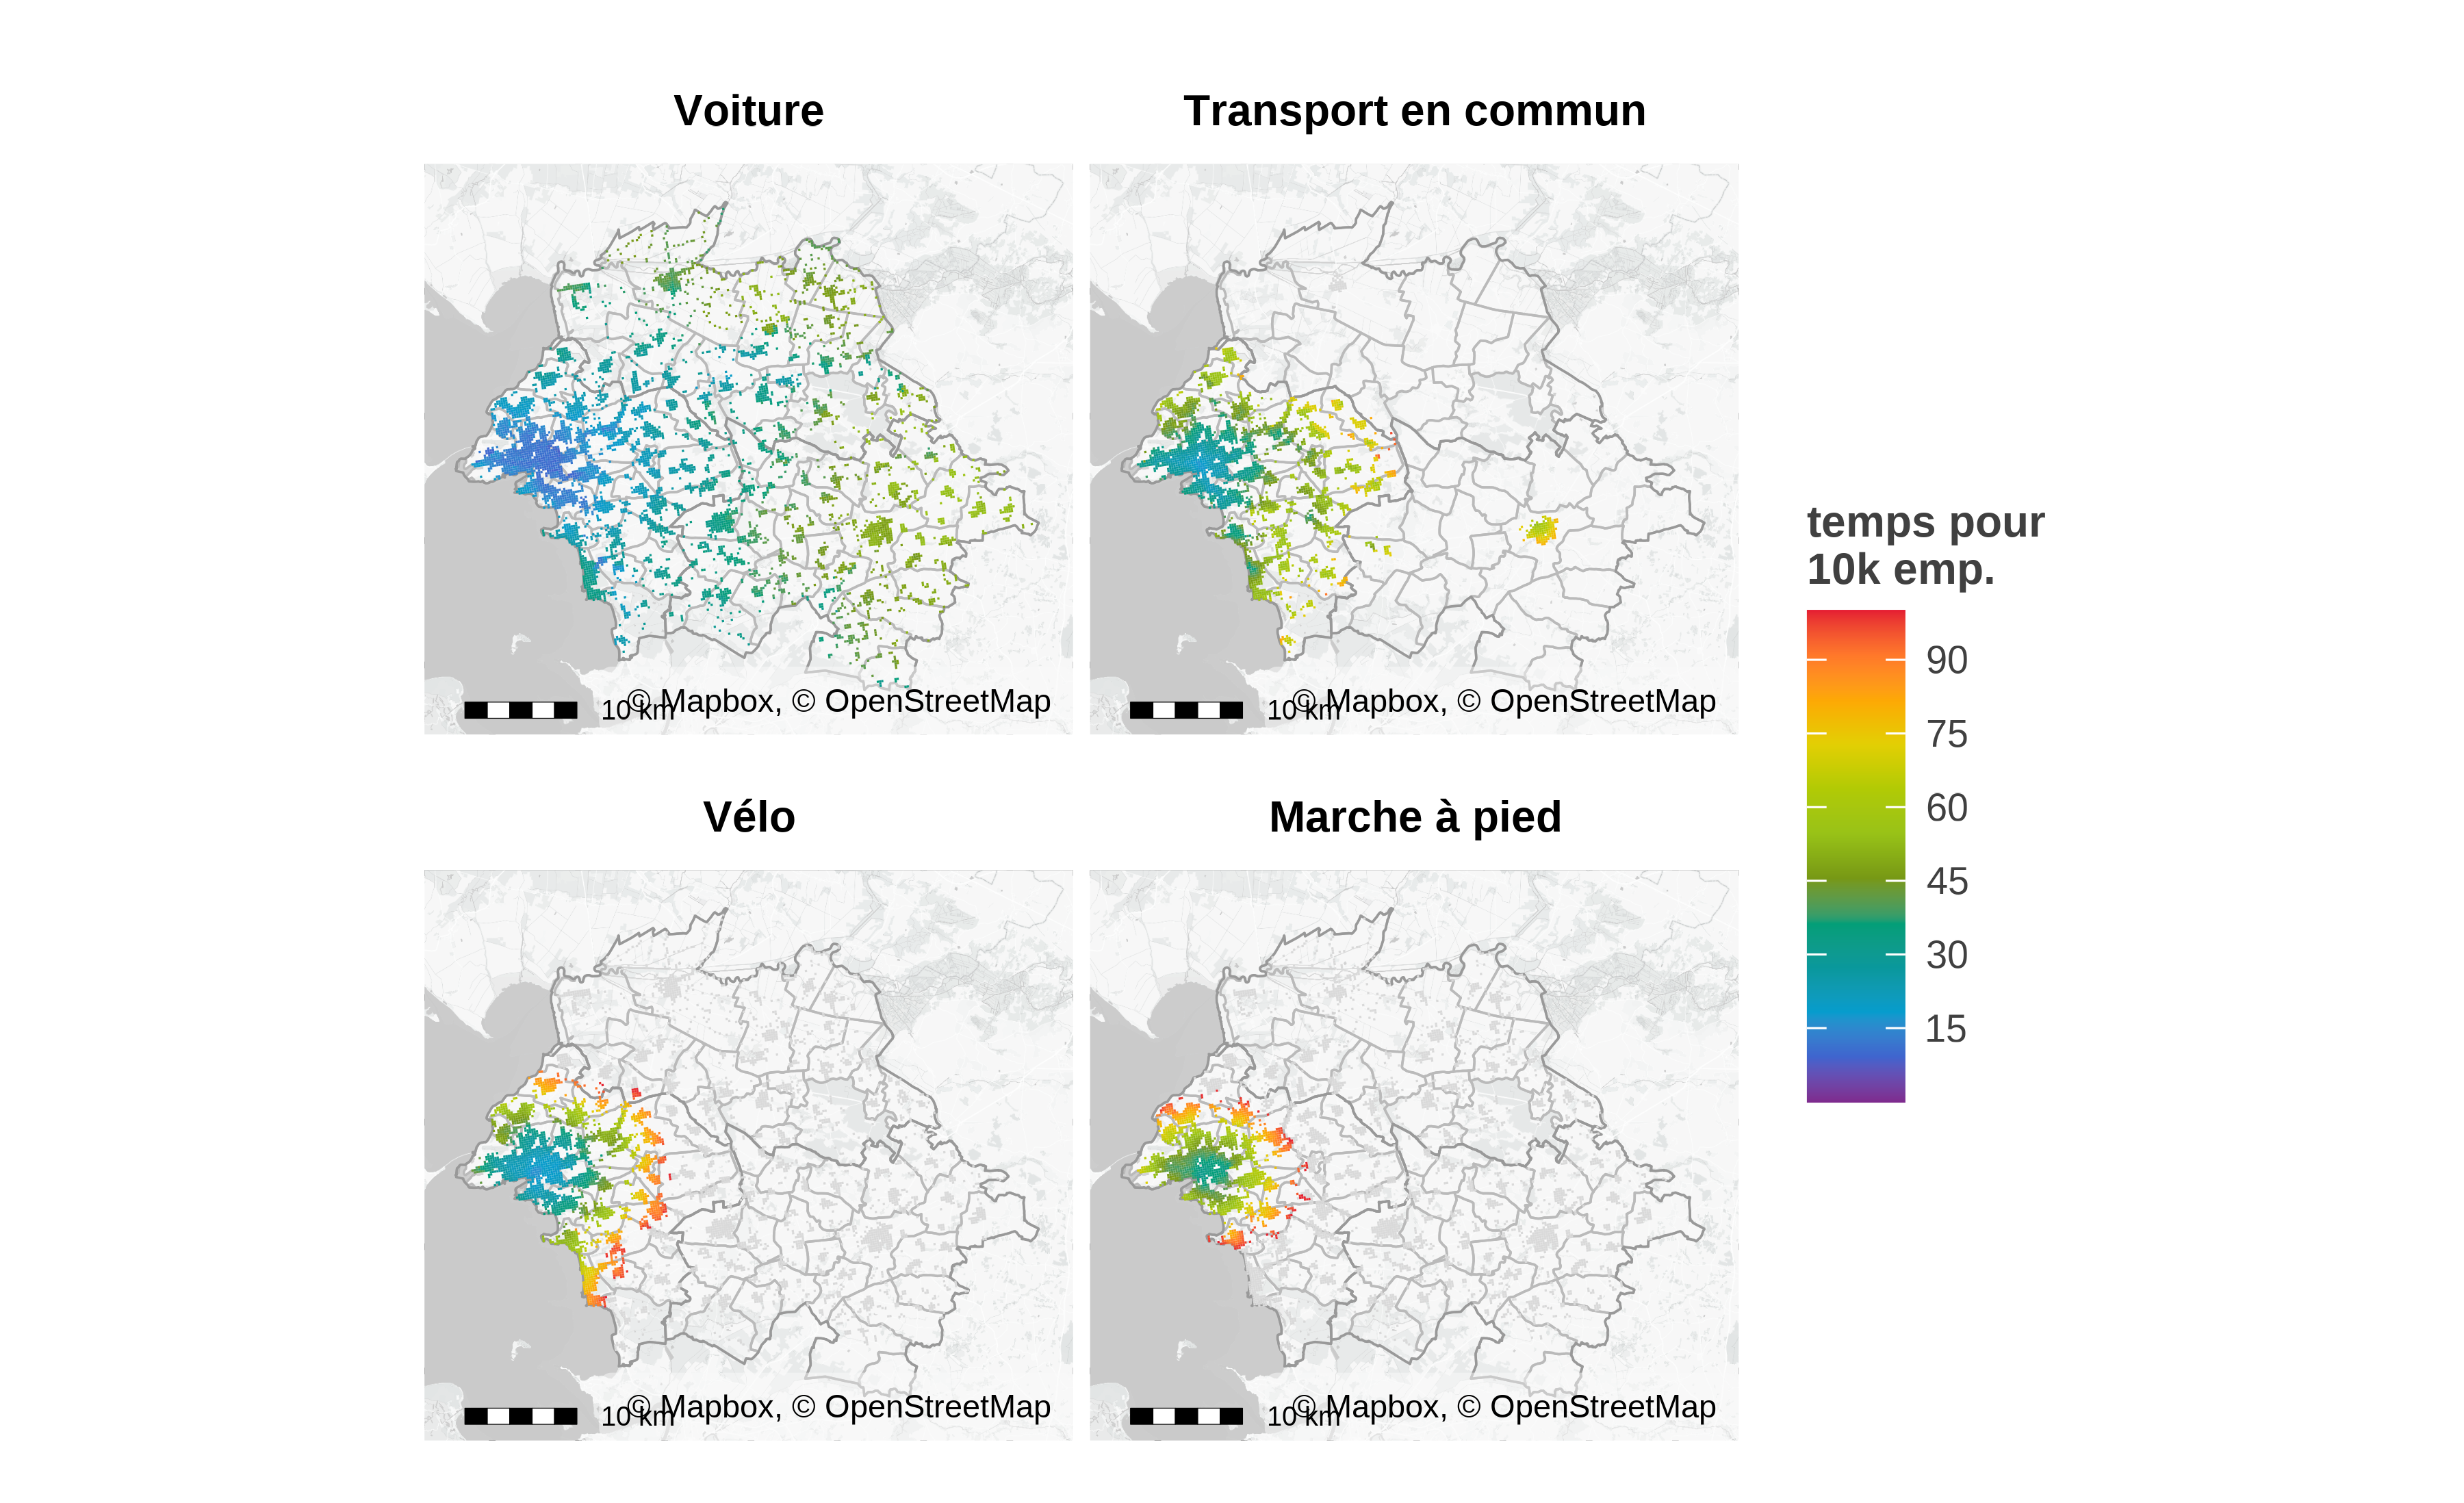 Voiture
Transport en commun
10 km
© Mapbox, © OpenStreetMap
10 km
© Mapbox, © OpenStreetMap
Vélo
Marche à pied
10 km
© Mapbox, © OpenStreetMap
10 km
© Mapbox, © OpenStreetMap
temps pour
10k emp.
90
75
60
45
30
15